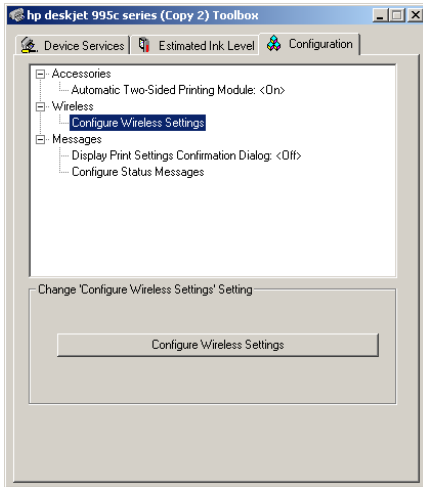 hp deskjet 995c series (Copy 2) Toolbox
Device Services Estimated Ink Level Configuration
Accessories
Automatic Two-Sided Printing Module: <On>
Wireless
Configure Wireless Settings
Messages
Display Print Settings Confirmation Dialog: <Off>
Configure Status Messages
Change 'Configure Wireless Settings' Setting
Configure Wireless Settings